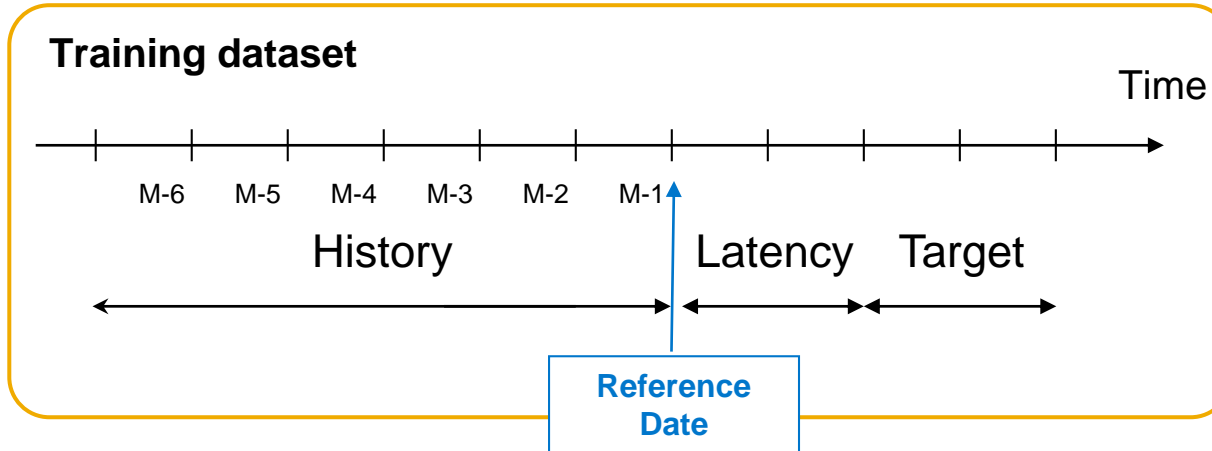 Training dataset
Time
M-6 M-5 M-4 M-3 M-2 M-1
History Latency Target
Reference
Date